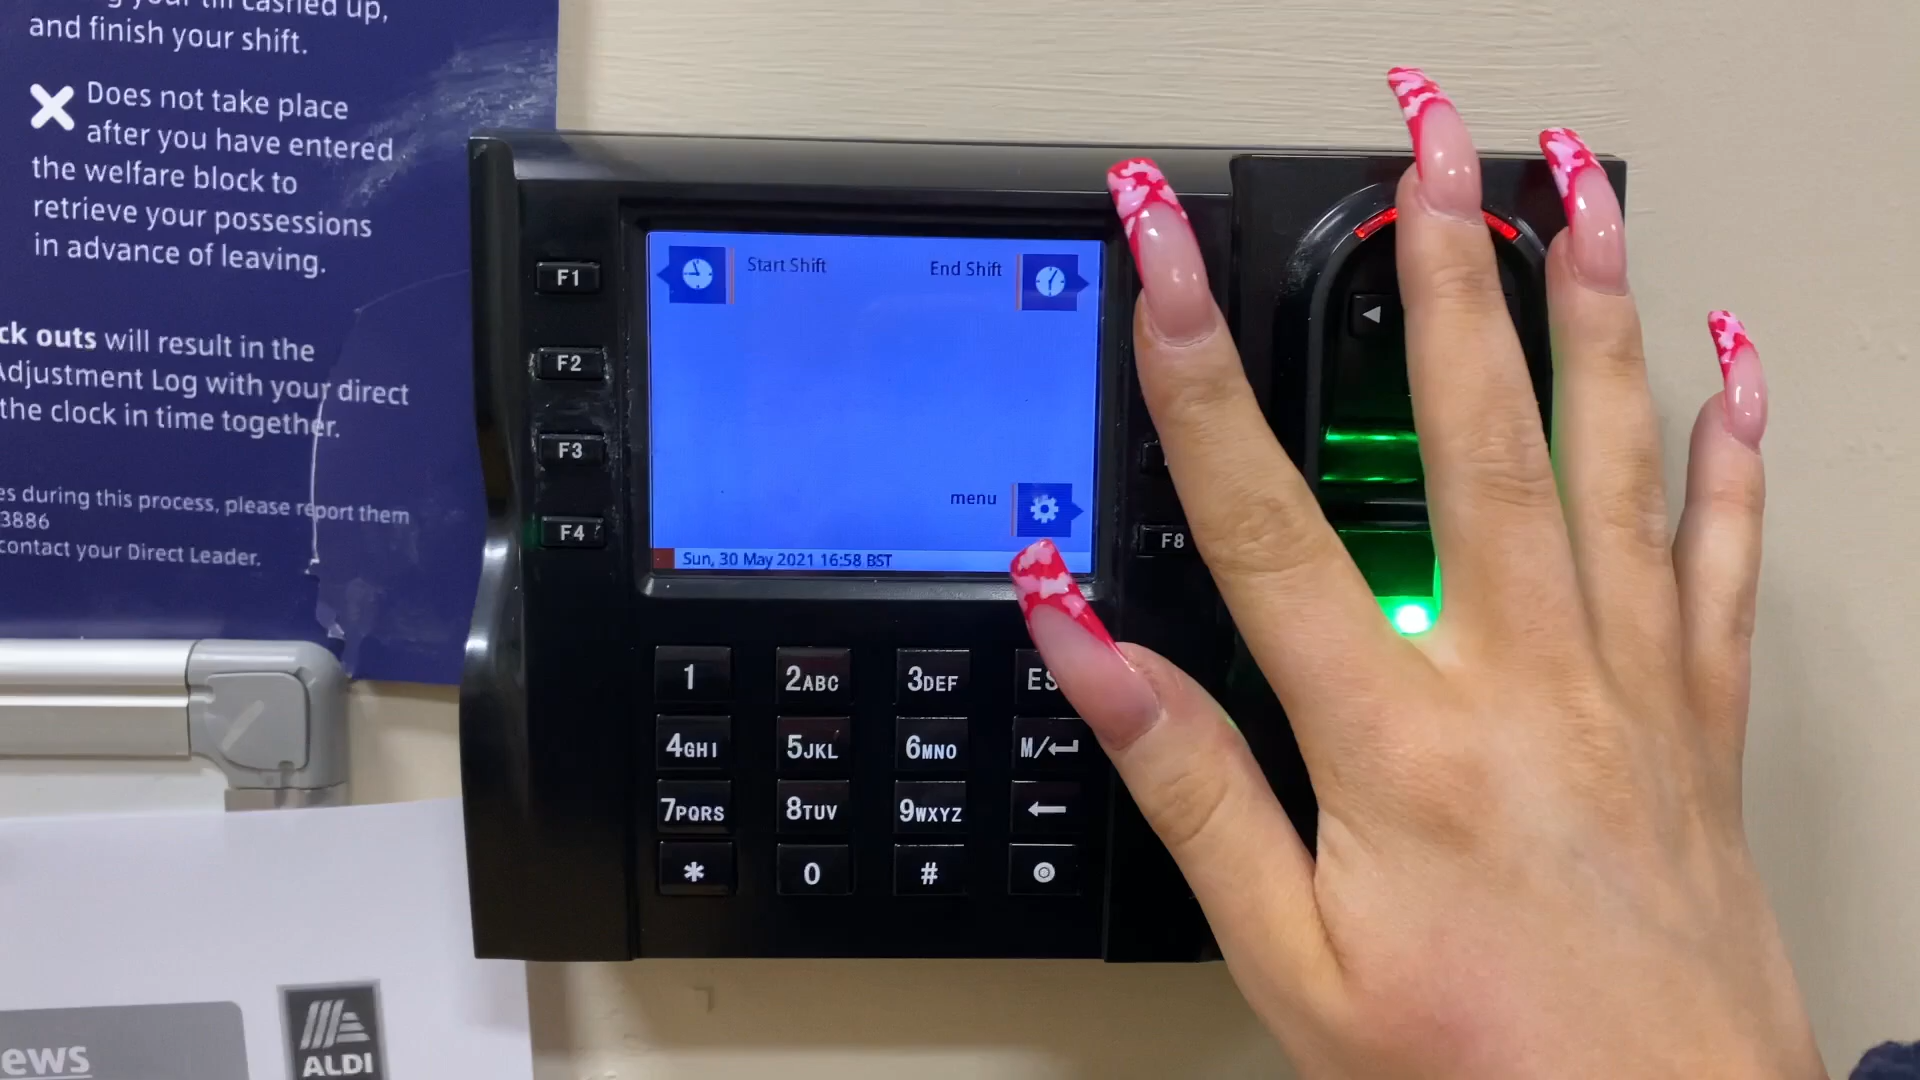 your till cashed up,
and finish your shift.
Does not take place
after you have entered
the welfare block to
retrieve your possessions
in advance of leaving.
outs will result in the
Adjustment Log with your direct
the clock in time together.
during this process, please report them
3886
contact your Direct Leader.
F1
F2
F3
F4
Start Shift
End Shift
menu
Sun, 30 May 2021 16:58 BST
F8
1
2ABC
3DEF
4GHI
5JKL
6MNO
M/
7PQRS
8TUV
9WXYZ
*
0
#
ALDI